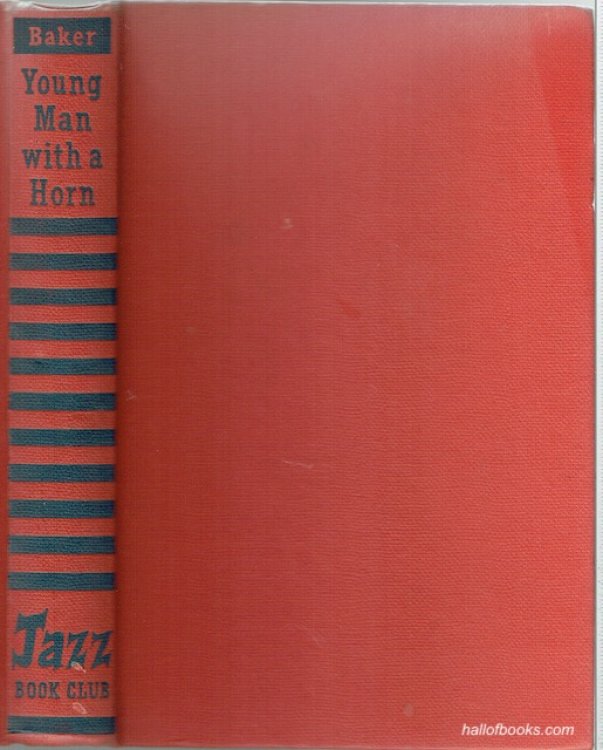 Baker
Young
Man
with a
Horn
Jazz
BOOK CLUB
hallofbooks.com